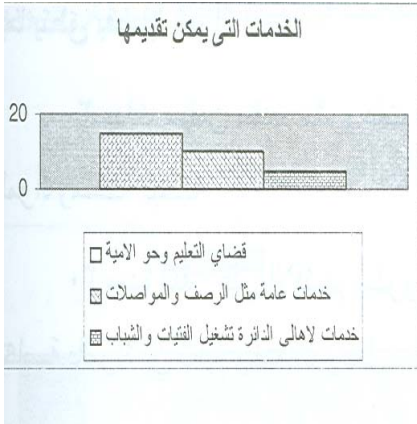 الخدمات التى يمكن تقديمها
20
0
قضاي التعليم وحو الامية
خدمات عامة مثل الرصف والمواصلات
خدمات لاهالى الدائرة تشغيل الفتيات والشباب